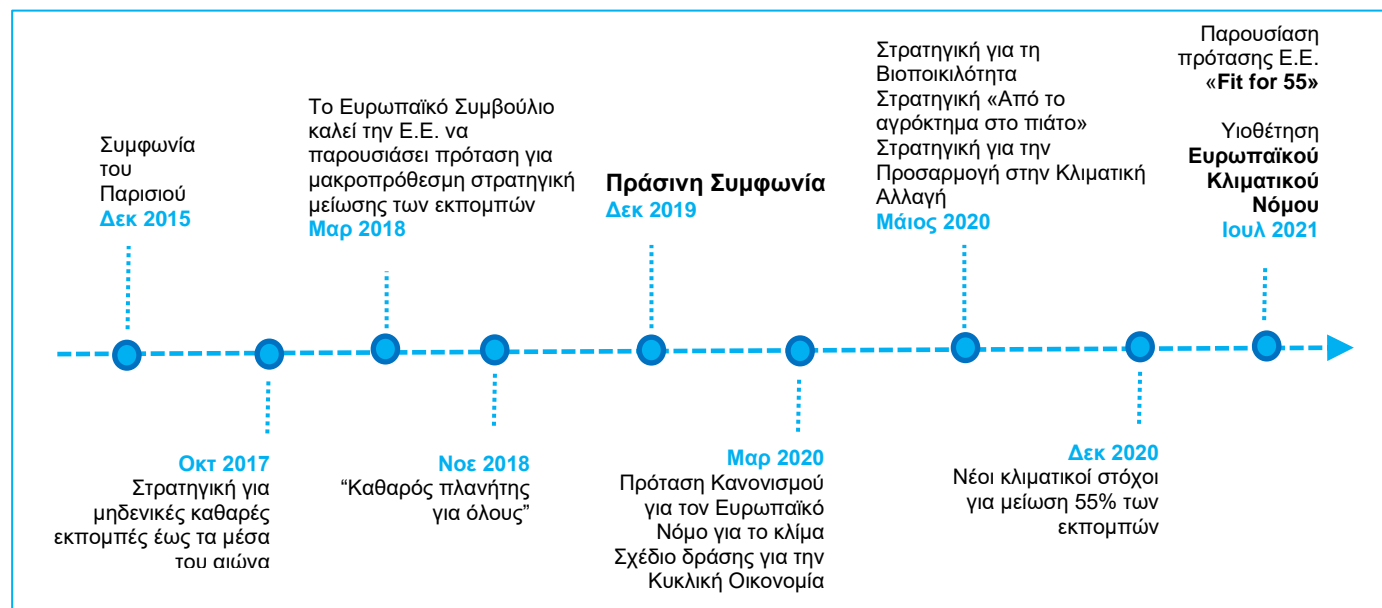 Συμφωνία
του
Παρισιού
Δεκ 2015
Οκτ 2017
Στρατηγική για
μηδενικές καθαρές
εκπομπές έως τα μέσα
του αιώνα
Το Ευρωπαϊκό Συμβούλιο
καλεί την Ε.Ε. να
παρουσιάσει πρόταση για
μακροπρόθεσμη στρατηγική
μείωσης των εκπομπών
Μαρ 2018
Νοε 2018
“Καθαρός πλανήτης
για όλους”
Πράσινη Συμφωνία
Δεκ 2019
Μαρ 2020
Πρόταση Κανονισμού
για τον Ευρωπαϊκό
Νόμο για το κλίμα
Σχέδιο δράσης για την
Κυκλική Οικονομία
Στρατηγική για τη
Βιοποικιλότητα
Στρατηγική «Από το
αγρόκτημα στο πιάτο»
Στρατηγική για την
Προσαρμογή στην Κλιματική
Αλλαγή
Μάιος 2020
Δεκ 2020
Νέοι κλιματικοί στόχοι
για μείωση 55% των
εκπομπών
Παρουσίαση
πρότασης Ε.Ε.
«Fit for 55»
Υιοθέτηση
Ευρωπαϊκού
Κλιματικού
Νόμου
Ιουλ 2021